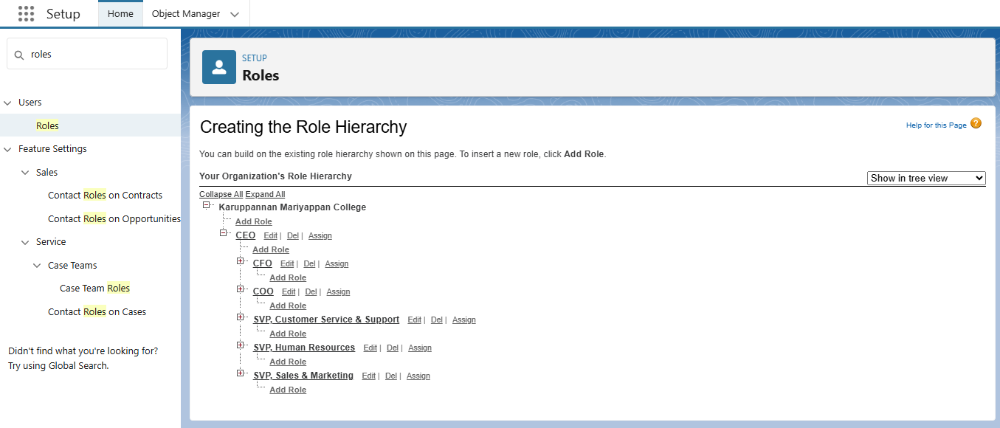 Setup
Home
Object Manager
roles
Users
Roles
Feature Settings
Sales
Contact Roles on Contracts
Contact Roles on Opportunities
Service
Case Teams
Case Team Roles
Contact Roles on Cases
Didn't find what you're looking for?
Try using Global Search.
SETUP
Roles
Creating the Role Hierarchy
Help for this Page ?
You can build on the existing role hierarchy shown on this page. To insert a new role, click Add Role.
Your Organization's Role Hierarchy
Show in tree view
Collapse All Expand All
Karuppannan Mariyappan College
Add Role
CEO Edit | Del | Assign
Add Role
CFO Edit | Del | Assign
Add Role
COO Edit | Del | Assign
Add Role
SVP, Customer Service & Support Edit | Del | Assign
Add Role
SVP, Human Resources Edit | Del | Assign
Add Role
SVP, Sales & Marketing Edit | Del | Assign
Add Role